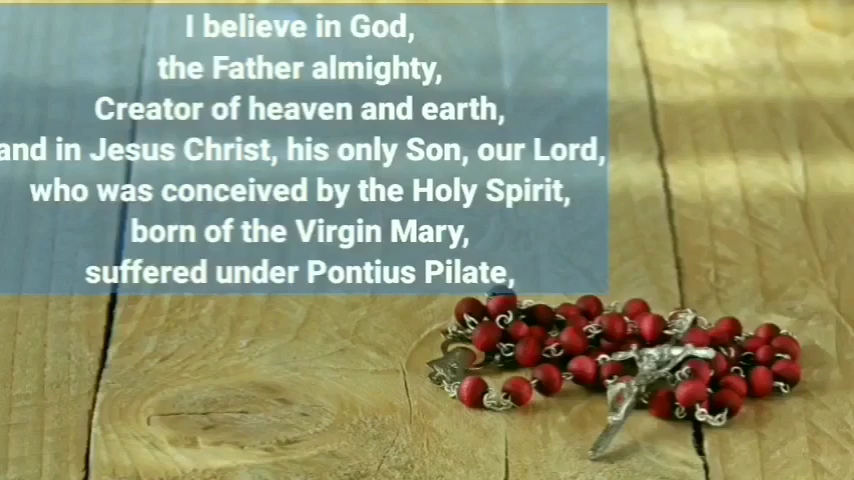 I believe in God,
the Father almighty,
Creator of heaven and earth,
and in Jesus Christ, his only Son, our Lord,
who was conceived by the Holy Spirit,
born of the Virgin Mary,
suffered under Pontius Pilate,